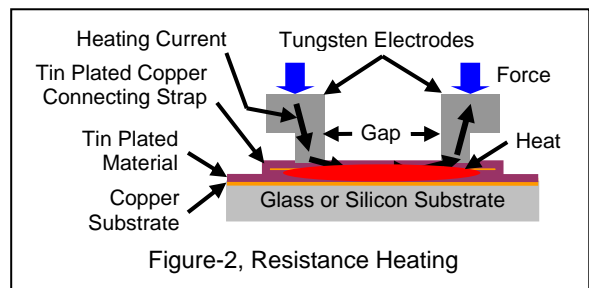 Heating Current
Tungsten Electrodes
Tin Plated Copper
Connecting Strap
Force
Gap
Heat
Tin Plated
Material
Copper
Substrate
Glass or Silicon Substrate
Figure-2, Resistance Heating